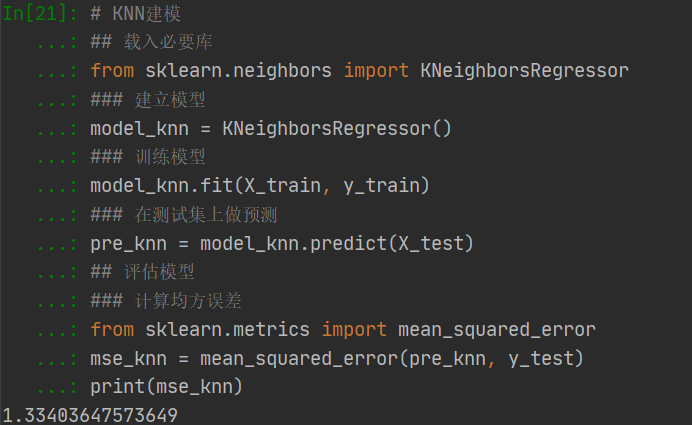 In[21]: # KNN建模
...: ## 载入必要库
...: from sklearn.neighbors import KNeighborsRegressor
...: ### 建立模型
...: model_knn = KNeighborsRegressor()
...: ### 训练模型
...: model_knn.fit(X_train, y_train)
...: ### 在测试集上做预测
...: pre_knn = model_knn.predict(X_test)
...: ## 评估模型
...: ### 计算均方误差
...: from sklearn.metrics import mean_squared_error
...: mse_knn = mean_squared_error(pre_knn, y_test)
...: print(mse_knn)
1.33403647573649